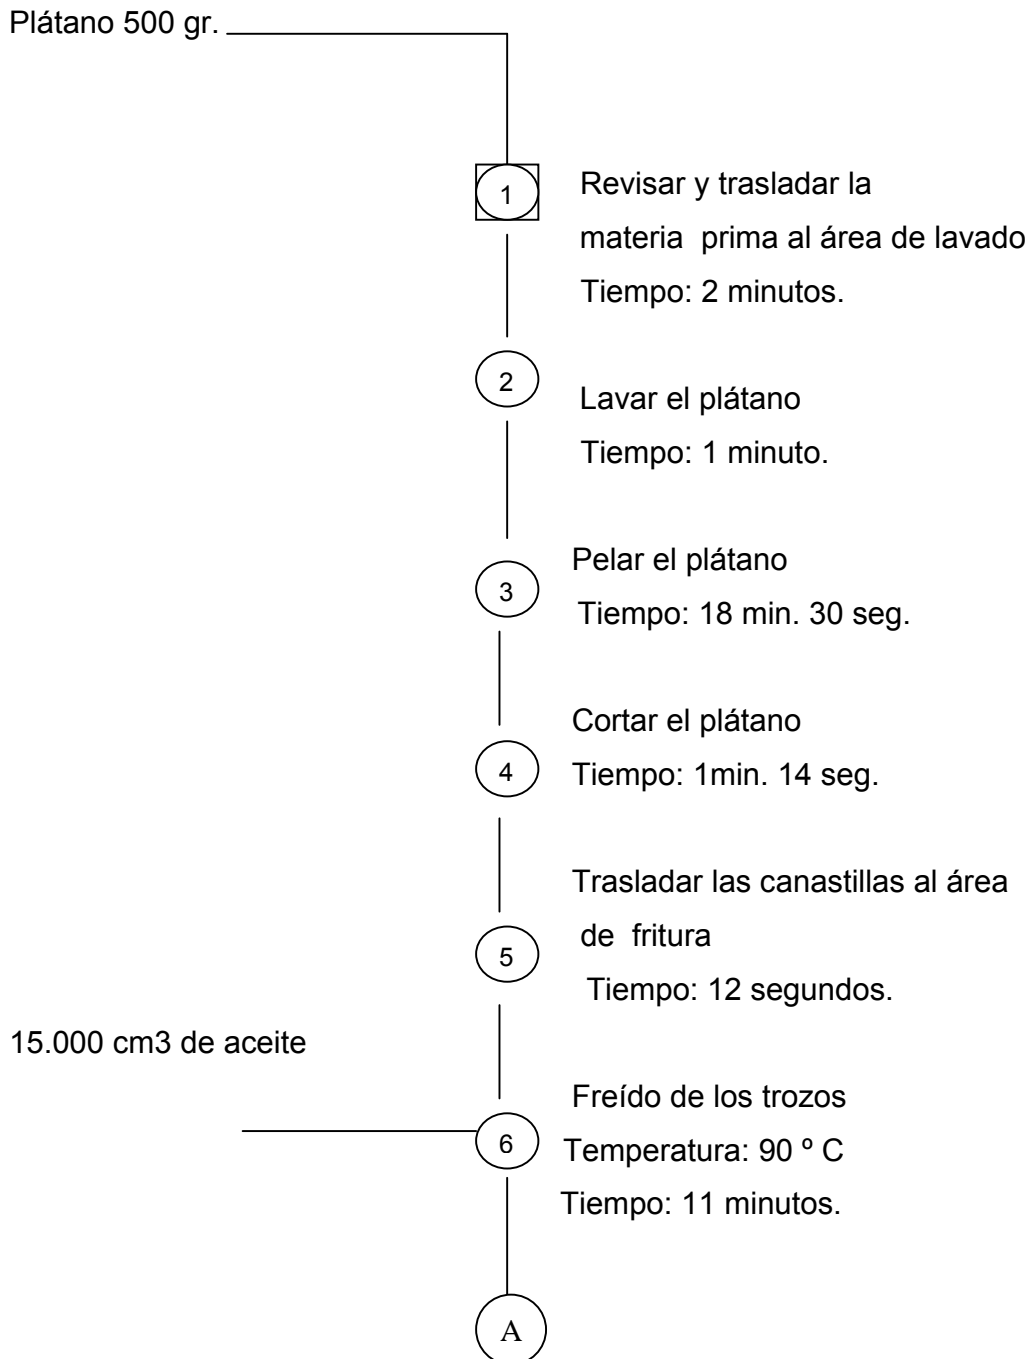 Plátano 500 gr.
1
Revisar y trasladar la
materia prima al área de lavado
Tiempo: 2 minutos.
2
Lavar el plátano
Tiempo: 1 minuto.
Pelar el plátano
3
Tiempo: 18 min. 30 seg.
Cortar el plátano
4
Tiempo: 1min. 14 seg.
Trasladar las canastillas al área
de fritura
5
Tiempo: 12 segundos.
15.000 cm3 de aceite
Freído de los trozos
6
Temperatura: 90 º C
Tiempo: 11 minutos.
A